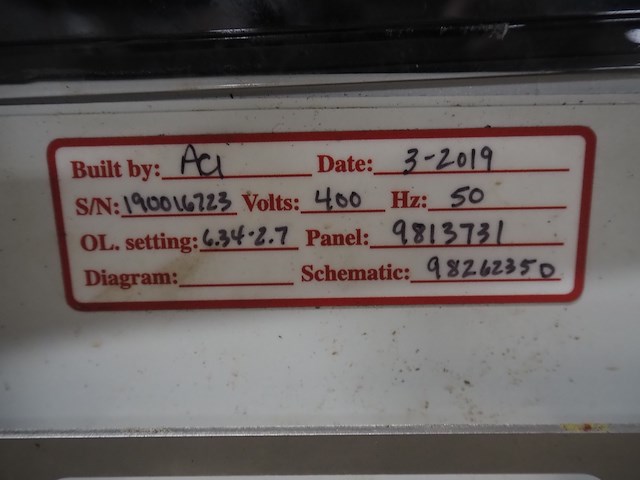 Built by: ACI Date: 3-2019
S/N: 190016723 Volts: 400 Hz: 50
OL. setting: 6.34-2.7 Panel: 9813731
Diagram: Schematic: 98262350